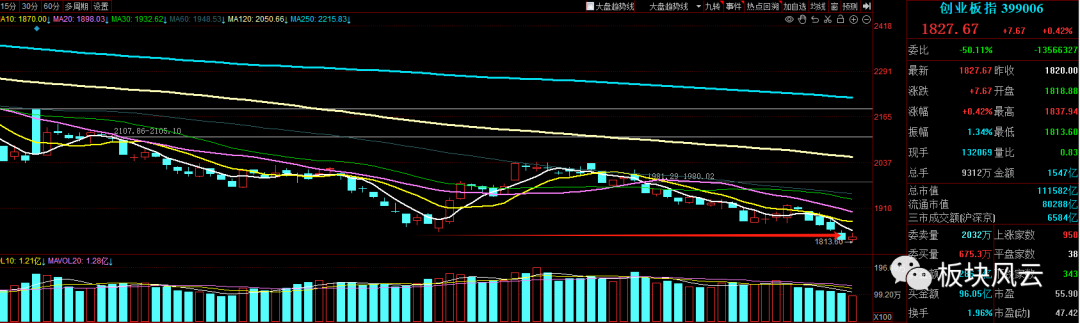 15分 30分 60分 多周期 设置 大盘趋势线 大盘趋势线 九转 事件 热点回溯 加自选 均线 窗 预测
A10: 1870.00↓ MA20: 1898.03↓ MA30: 1932.62↓ MA60: 1948.53↓ MA120: 2050.66↓ MA250: 2215.83↓
2418
2291
2165
2107.86-2105.10
2037
1981.29-1980.02
1910
1813.60
OL10: 1.21亿↓ MAVOL20: 1.28亿↓
196.
99.20万
X100
创业板指 399006
1827.67 +7.67 +0.42%
委比 -50.11% -13566327
最新 1827.67 昨收 1820.00
涨跌 +7.67 开盘 1818.88
涨幅 +0.42% 最高 1837.94
振幅 1.34% 最低 1813.60
现手 132069 量比 0.83
总手 9312万 金额 1547亿
总市值 111582亿
流通市值 80288亿
三市成交额(沪深京) 6584亿
委卖量 2032万 上涨家数 950
委买量 675.3万 平盘家数 38
家数 343
买金额 96.05亿 市盈 55.90
换手 1.96% 市盈(动) 47.42
板块风云